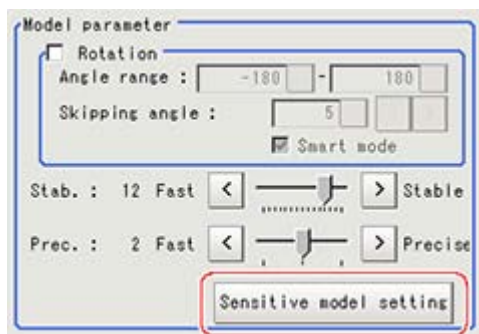 Model parameter
Rotation
Angle range : -180 - 180
Skipping angle : 5
Smart mode
Stab. : 12 Fast < > Stable
Prec. : 2 Fast < > Precise
Sensitive model setting